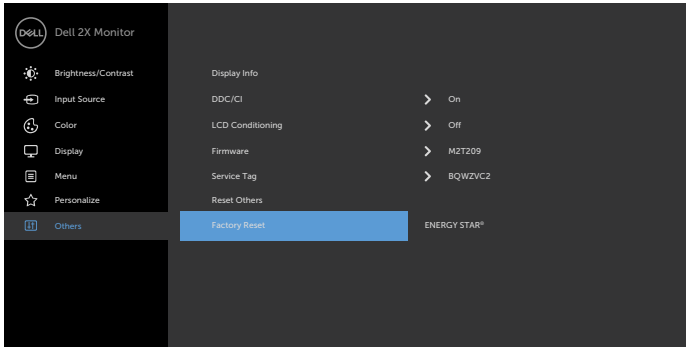 DELL Dell 2X Monitor
Brightness/Contrast Display Info
Input Source DDC/CI On
Color LCD Conditioning Off
Display Firmware M2T209
Menu Service Tag BQWZVC2
Personalize Reset Others
Others Factory Reset ENERGY STAR®